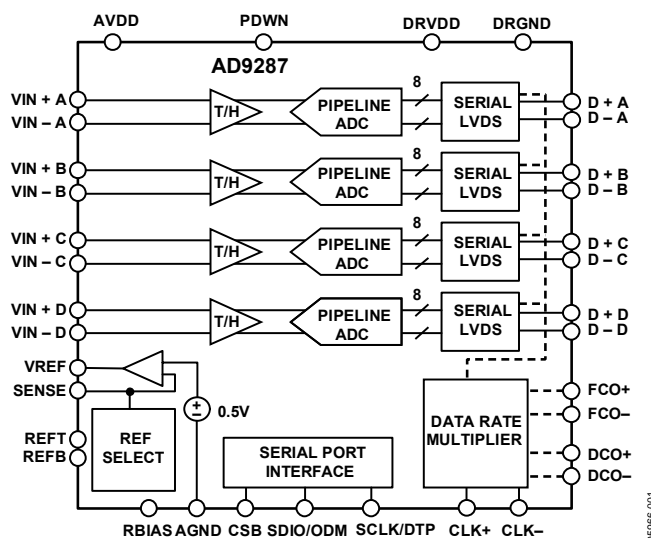 AVDD PDWN DRVDD DRGND
AD9287
VIN + A
VIN – A
T/H
PIPELINE
ADC
8
SERIAL
LVDS
D + A
D – A
VIN + B
VIN – B
T/H
PIPELINE
ADC
8
SERIAL
LVDS
D + B
D – B
VIN + C
VIN – C
T/H
PIPELINE
ADC
8
SERIAL
LVDS
D + C
D – C
VIN + D
VIN – D
T/H
PIPELINE
ADC
8
SERIAL
LVDS
D + D
D – D
VREF
SENSE
+
–
0.5V
REFT
REFB
REF
SELECT
SERIAL PORT
INTERFACE
DATA RATE
MULTIPLIER
FCO+
FCO–
DCO+
DCO–
RBIAS AGND CSB SDIO/ODM SCLK/DTP CLK+ CLK–
05966-001